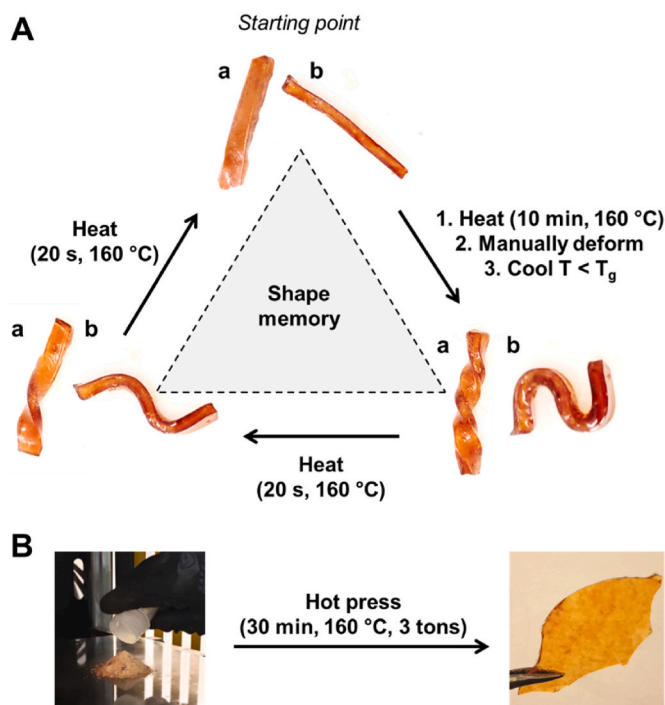 A
Starting point
a
b
Heat
(20 s, 160 °C)
1. Heat (10 min, 160 °C)
2. Manually deform
3. Cool T < Tg
Shape
memory
a
b
a
b
Heat
(20 s, 160 °C)
B
Hot press
(30 min, 160 °C, 3 tons)